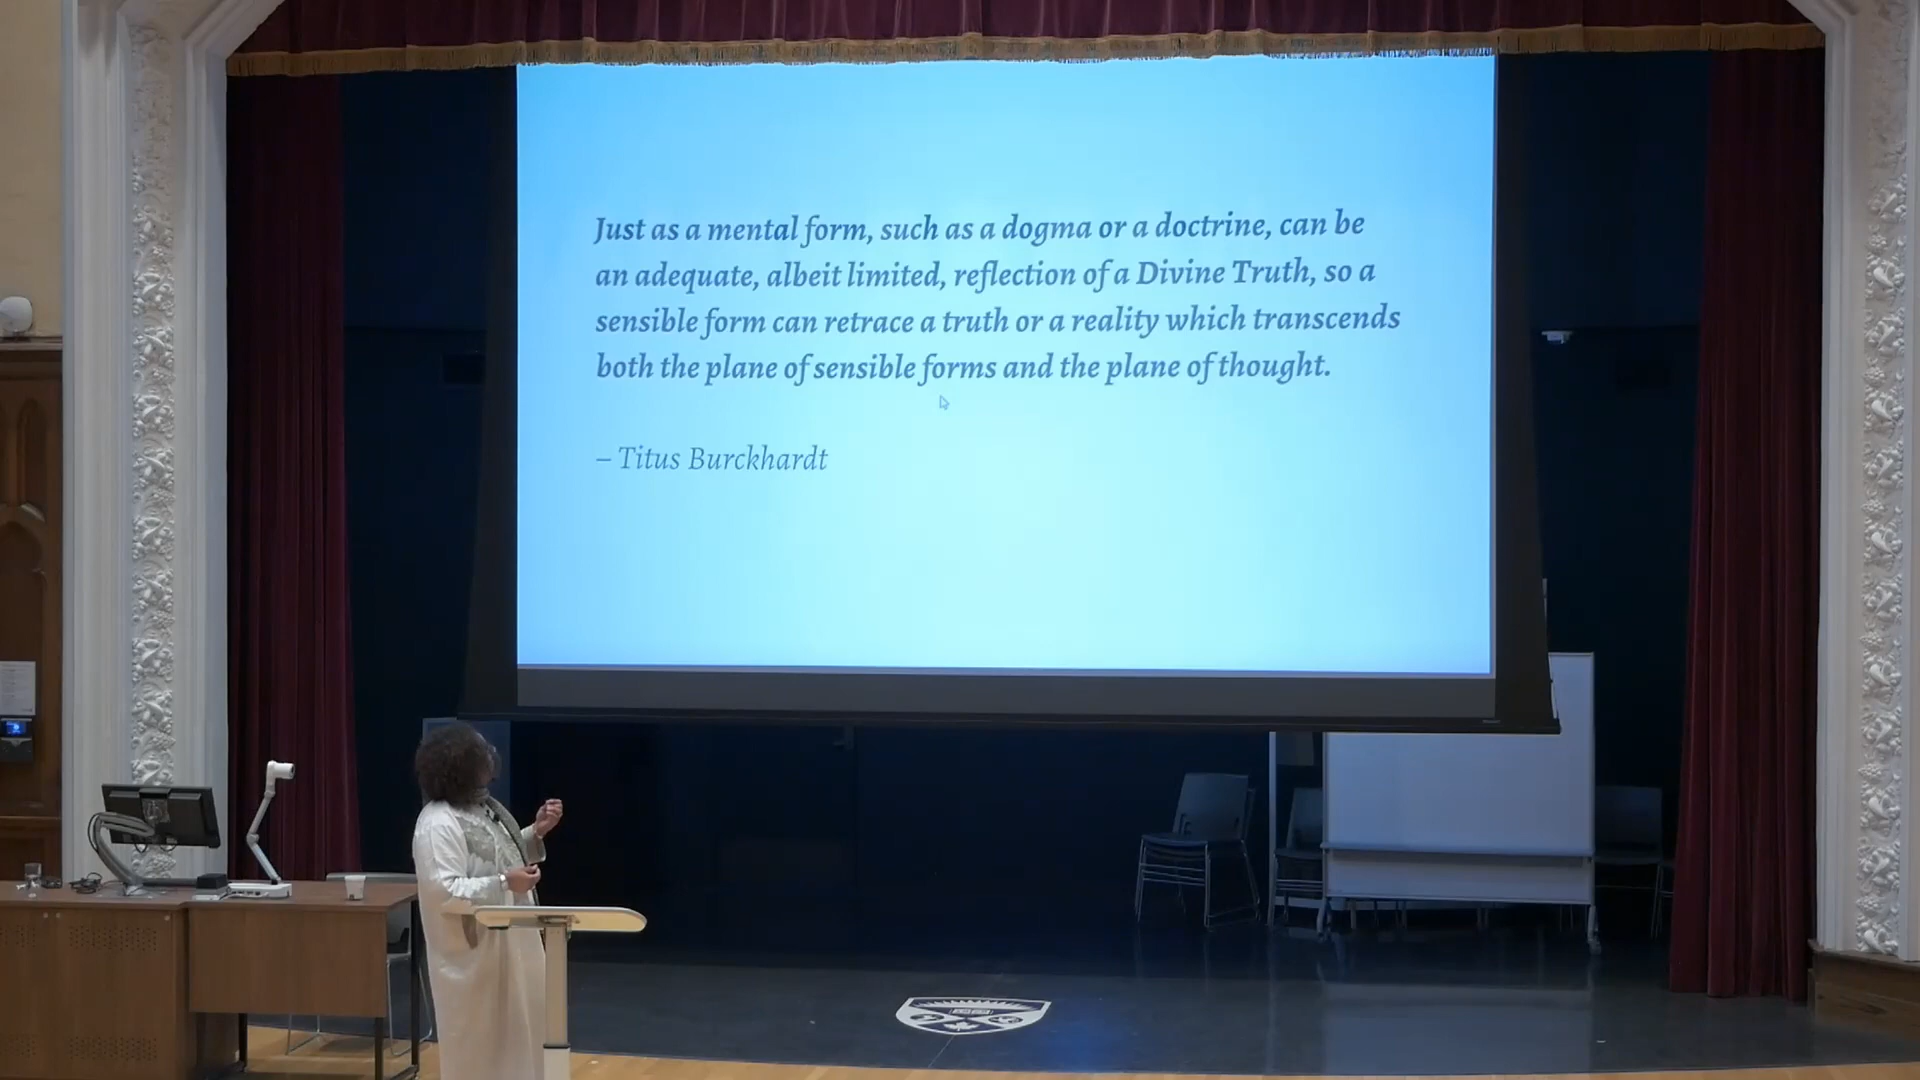 Just as a mental form, such as a dogma or a doctrine, can be
an adequate, albeit limited, reflection of a Divine Truth, so a
sensible form can retrace a truth or a reality which transcends
both the plane of sensible forms and the plane of thought.
– Titus Burckhardt